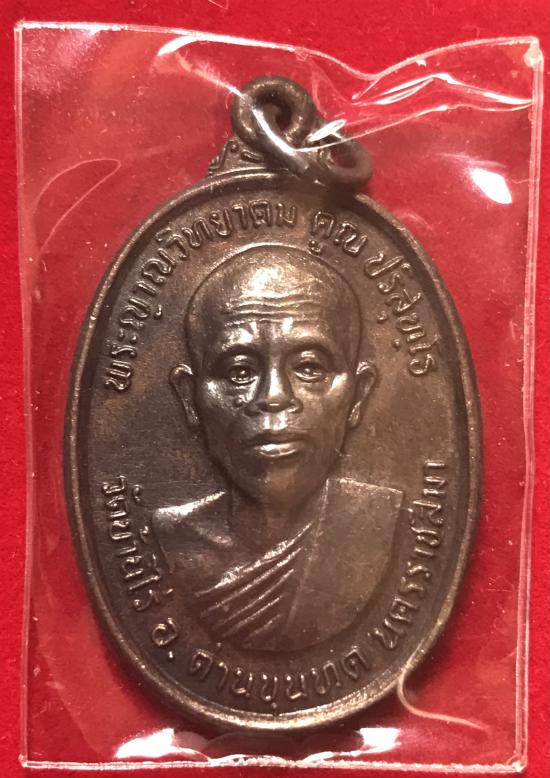 พระญาณวิทยาคม คูณ ปริสุทฺโธ
วัดบ้านไร่ อ. ด่านขุนทด นครราชสีมา